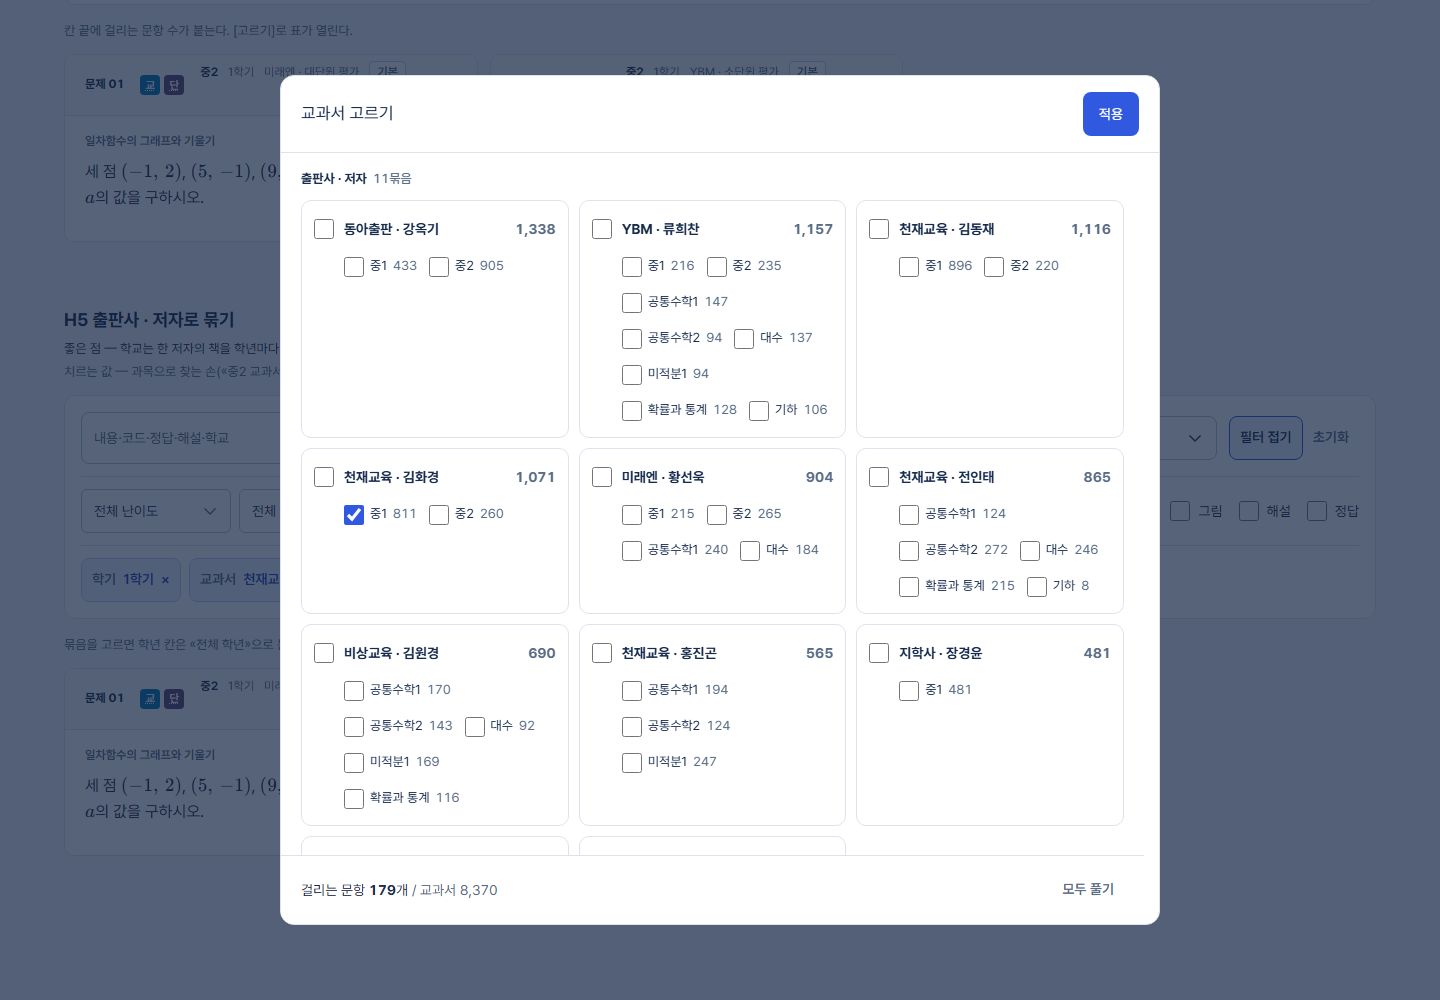 칸 끝에 걸리는 문항 수가 붙는다. [고르기]로 표가 열린다.
문제 01 교 단 중2 1학기 미래엔 · 대단원 평가 기본
중2 1학기 YBM · 소단원 평가 기본
일차함수의 그래프와 기울기
세 점 (−1, 2), (5, −1), (9,
a의 값을 구하시오.
H5 출판사 · 저자로 묶기
좋은 점 — 학교는 한 저자의 책을 학년마다
치르는 값 — 과목으로 찾는 손(«중2 교과서
내용·코드·정답·해설·학교
필터 접기 초기화
전체 난이도 전체
그림 해설 정답
학기 1학기 ×
교과서 천재교
묶음을 고르면 학년 칸은 «전체 학년»으로
문제 01 교 단 중2 1학기 미래
일차함수의 그래프와 기울기
세 점 (−1, 2), (5, −1), (9,
a의 값을 구하시오.
교과서 고르기
적용
출판사 · 저자 11묶음
동아출판 · 강옥기 1,338
중1 433 중2 905
YBM · 류희찬 1,157
중1 216 중2 235
공통수학1 147
공통수학2 94 대수 137
미적분1 94
확률과 통계 128 기하 106
천재교육 · 김동재 1,116
중1 896 중2 220
천재교육 · 김화경 1,071
중1 811 중2 260
미래엔 · 황선욱 904
중1 215 중2 265
공통수학1 240 대수 184
천재교육 · 전인태 865
공통수학1 124
공통수학2 272 대수 246
확률과 통계 215 기하 8
비상교육 · 김원경 690
공통수학1 170
공통수학2 143 대수 92
미적분1 169
확률과 통계 116
천재교육 · 홍진곤 565
공통수학1 194
공통수학2 124
미적분1 247
지학사 · 장경윤 481
중1 481
걸리는 문항 179개 / 교과서 8,370
모두 풀기